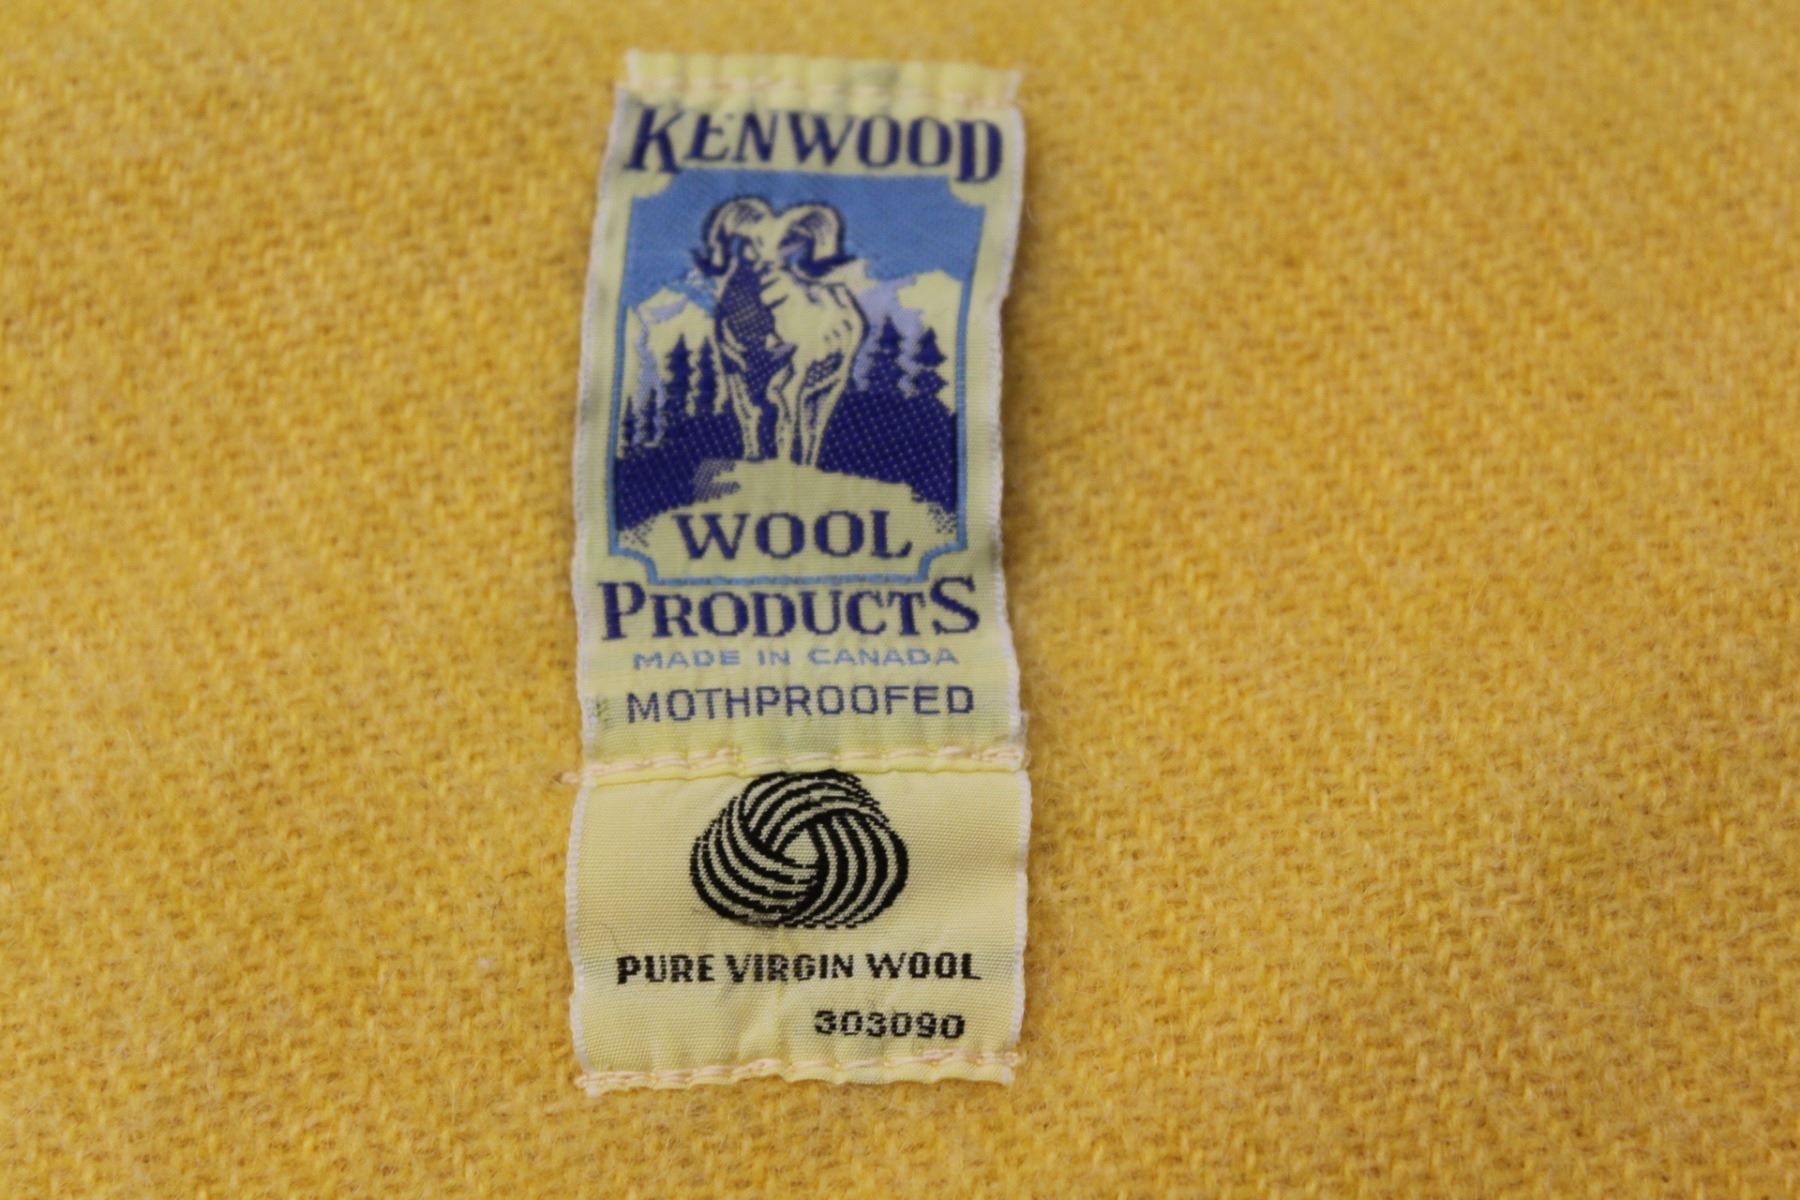 KENWOOD
WOOL
PRODUCTS
MADE IN CANADA
MOTHPROOFED
PURE VIRGIN WOOL
303090